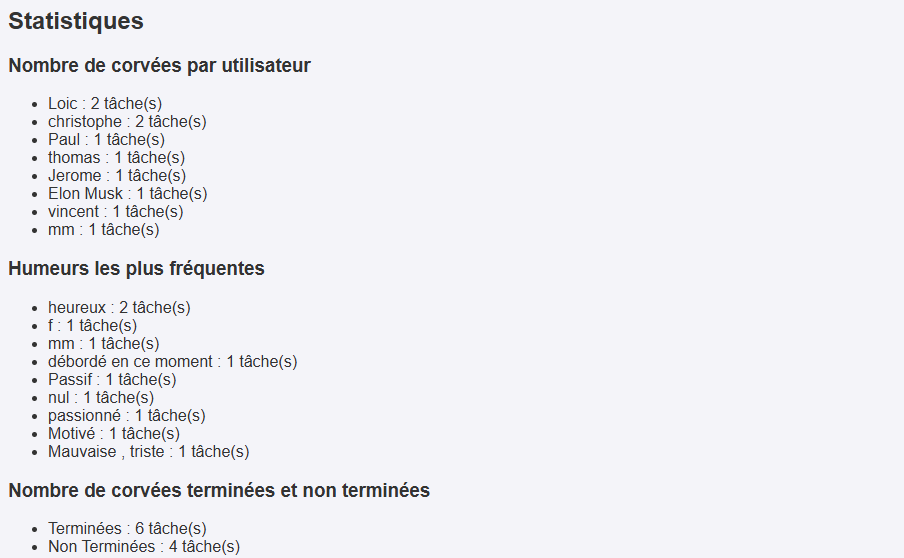 Statistiques
Nombre de corvées par utilisateur
Loic : 2 tâche(s)
christophe : 2 tâche(s)
Paul : 1 tâche(s)
thomas : 1 tâche(s)
Jerome : 1 tâche(s)
Elon Musk : 1 tâche(s)
vincent : 1 tâche(s)
mm : 1 tâche(s)
Humeurs les plus fréquentes
heureux : 2 tâche(s)
f : 1 tâche(s)
mm : 1 tâche(s)
débordé en ce moment : 1 tâche(s)
Passif : 1 tâche(s)
nul : 1 tâche(s)
passionné : 1 tâche(s)
Motivé : 1 tâche(s)
Mauvaise , triste : 1 tâche(s)
Nombre de corvées terminées et non terminées
Terminées : 6 tâche(s)
Non Terminées : 4 tâche(s)